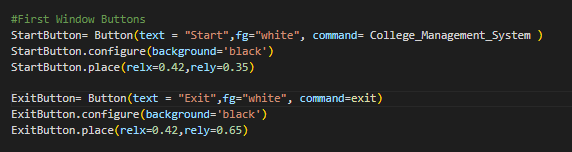 #First Window Buttons
StartButton= Button(text = "Start",fg="white", command= College_Management_System )
StartButton.configure(background='black')
StartButton.place(relx=0.42,rely=0.35)
ExitButton= Button(text = "Exit",fg="white", command=exit)
ExitButton.configure(background='black')
ExitButton.place(relx=0.42,rely=0.65)